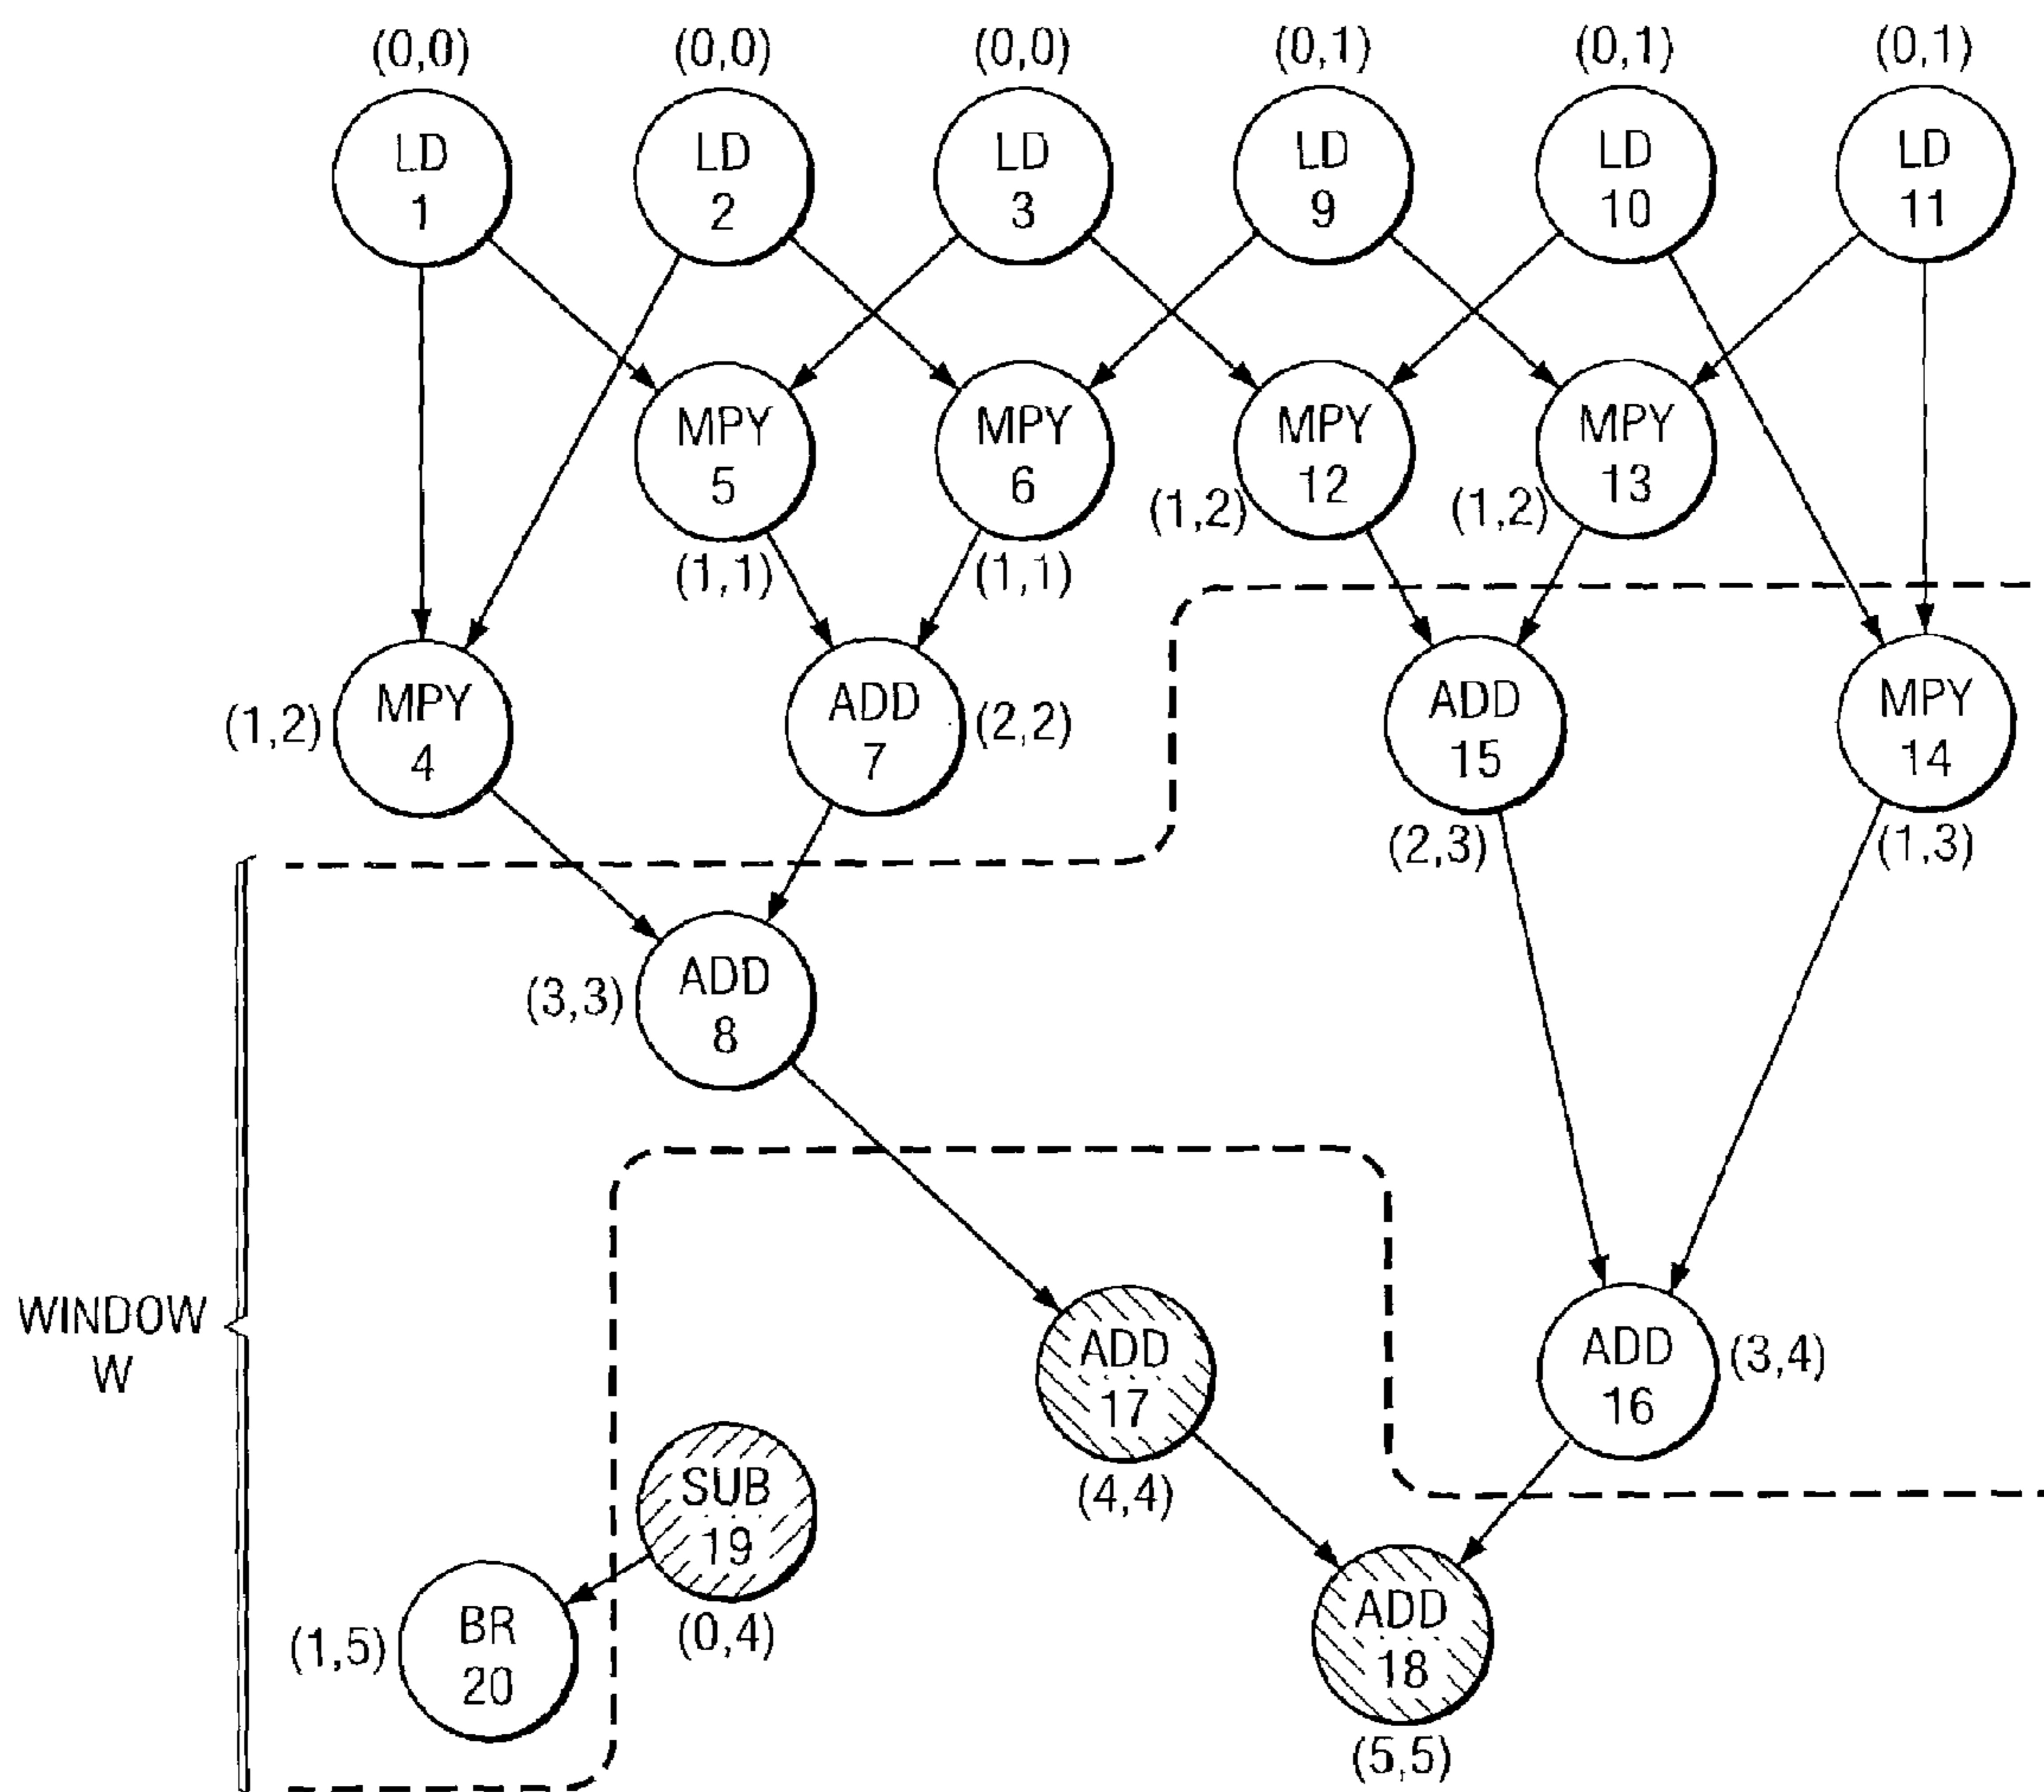 (0,0) (0,0) (0,0) (0,1) (0,1) (0,1)
LD LD LD LD LD LD
1 2 3 9 10 11
MPY MPY MPY MPY
5 6 12 13
(1,2) (1,2)
(1,1) (1,1)
MPY ADD ADD MPY
(1,2) (2,2)
4 7 15 14
(2,3) (1,3)
ADD
(3,3)
8
ADD ADD
(3,4)
17 16
SUB
(4,4)
19
WINDOW
W
BR ADD
(1,5) (0,4)
20 18
(5,5)